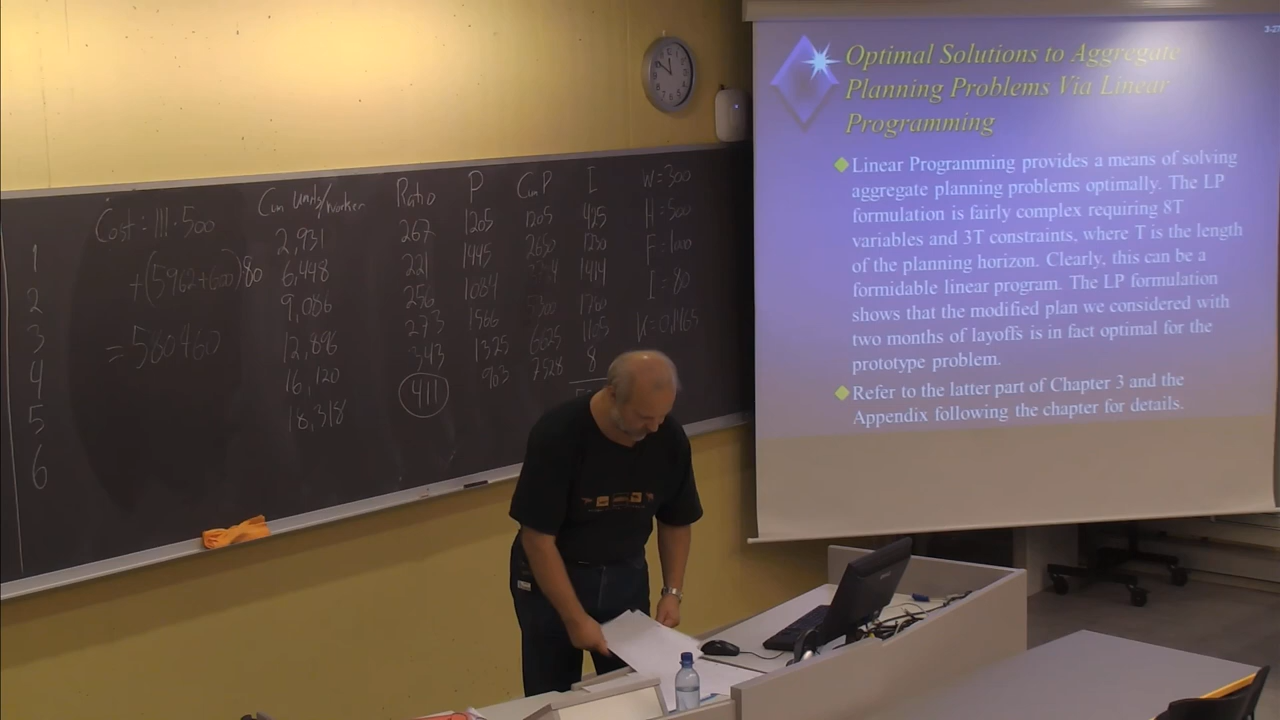 Cost: 111·500
+(5962+600)80
= 560460
1
2
3
4
5
6
Cum Units/worker
2,931
6,448
9,086
12,896
16,120
18,318
Ratio
267
221
256
273
343
411
P
1205
1445
1084
1566
1325
903
Cum P
1205
2650
5300
6625
7528
I
425
1230
1414
1260
1105
8
W=300
H=500
F=1000
I=80
K=0,1465
Optimal Solutions to Aggregate
Planning Problems Via Linear
Programming
Linear Programming provides a means of solving
aggregate planning problems optimally. The LP
formulation is fairly complex requiring 8T
variables and 3T constraints, where T is the length
of the planning horizon. Clearly, this can be a
formidable linear program. The LP formulation
shows that the modified plan we considered with
two months of layoffs is in fact optimal for the
prototype problem.
Refer to the latter part of Chapter 3 and the
Appendix following the chapter for details.